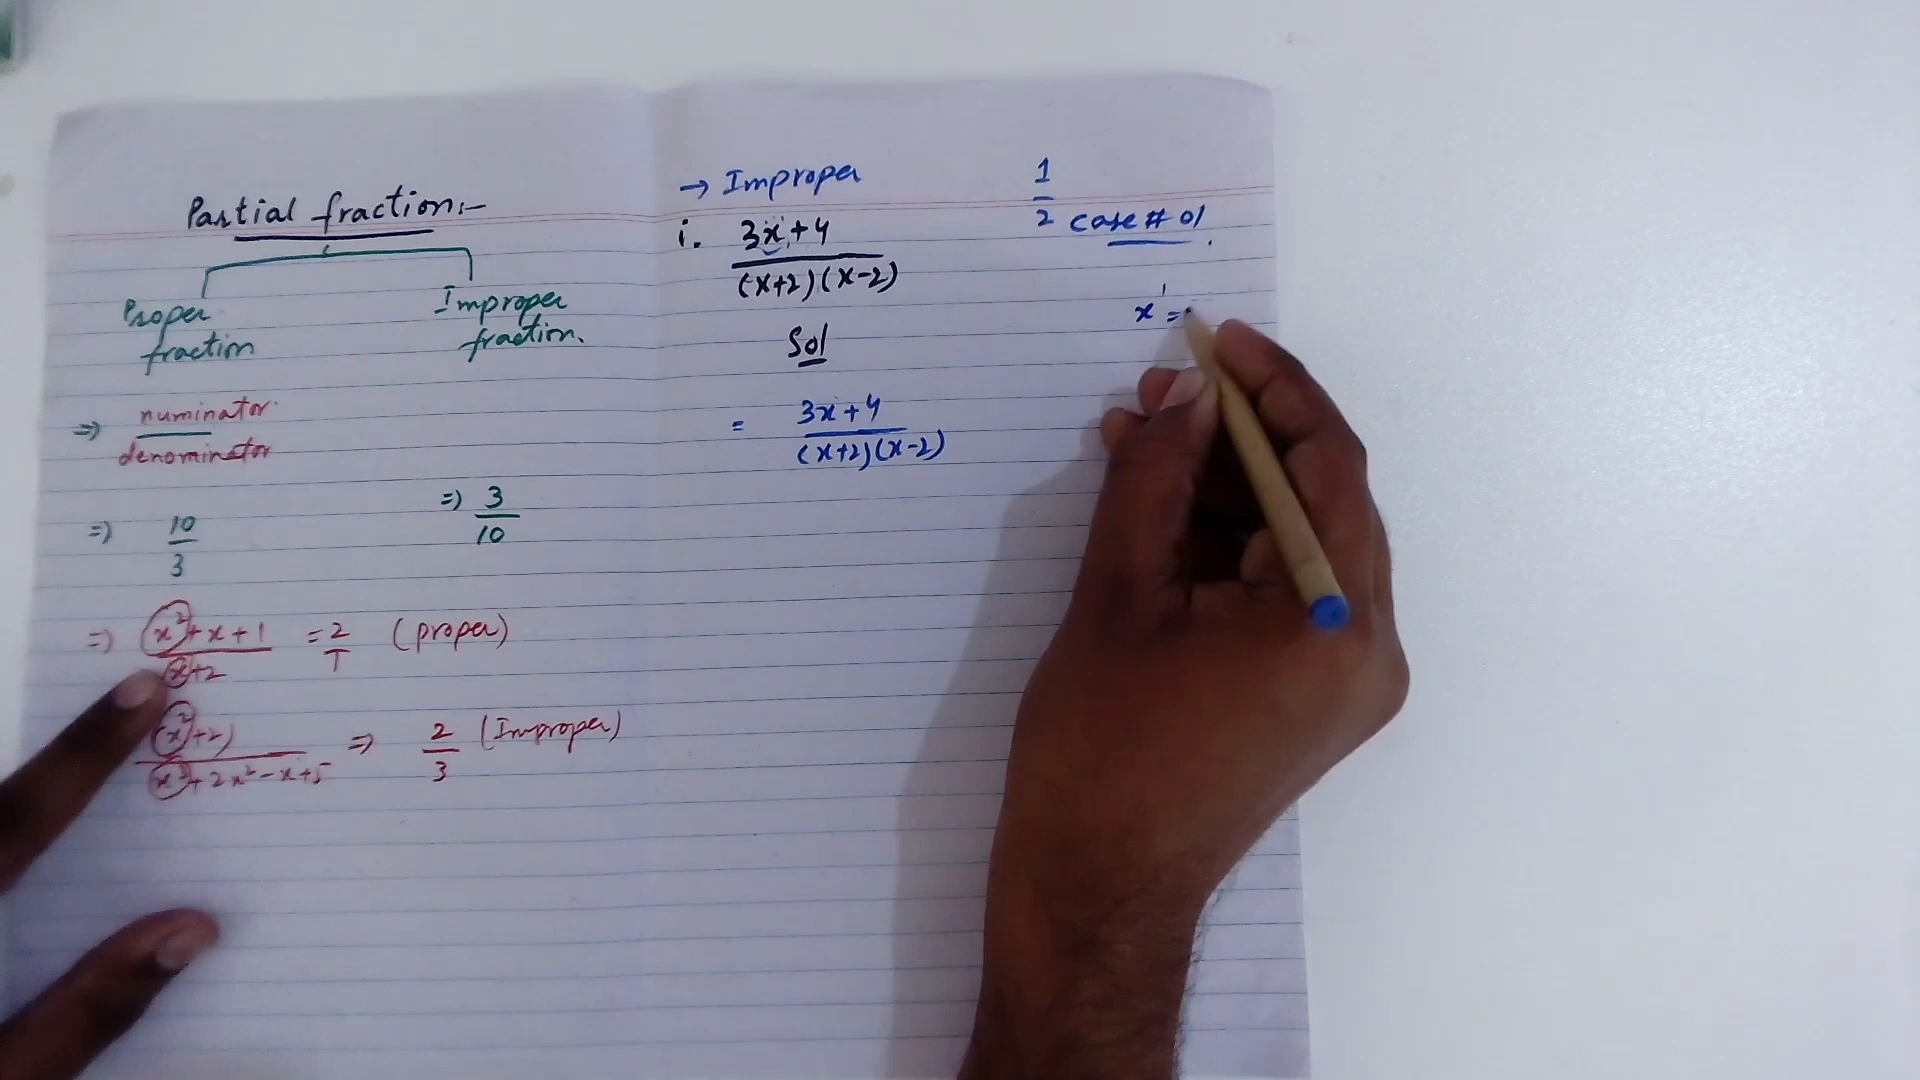 Partial fraction:-
Proper fraction
Improper fraction.
=> numinator
denominator
=> 10
3
=> 3
10
=> x²+x+1 = 2 (proper)
x+2 1
(x²+2) => 2 (Improper)
x³+2x²-x+5 3
→ Improper
i. 3x+4
(x+2)(x-2)
Sol
= 3x+4
(x+2)(x-2)
1
2 case # 01.
x¹ =